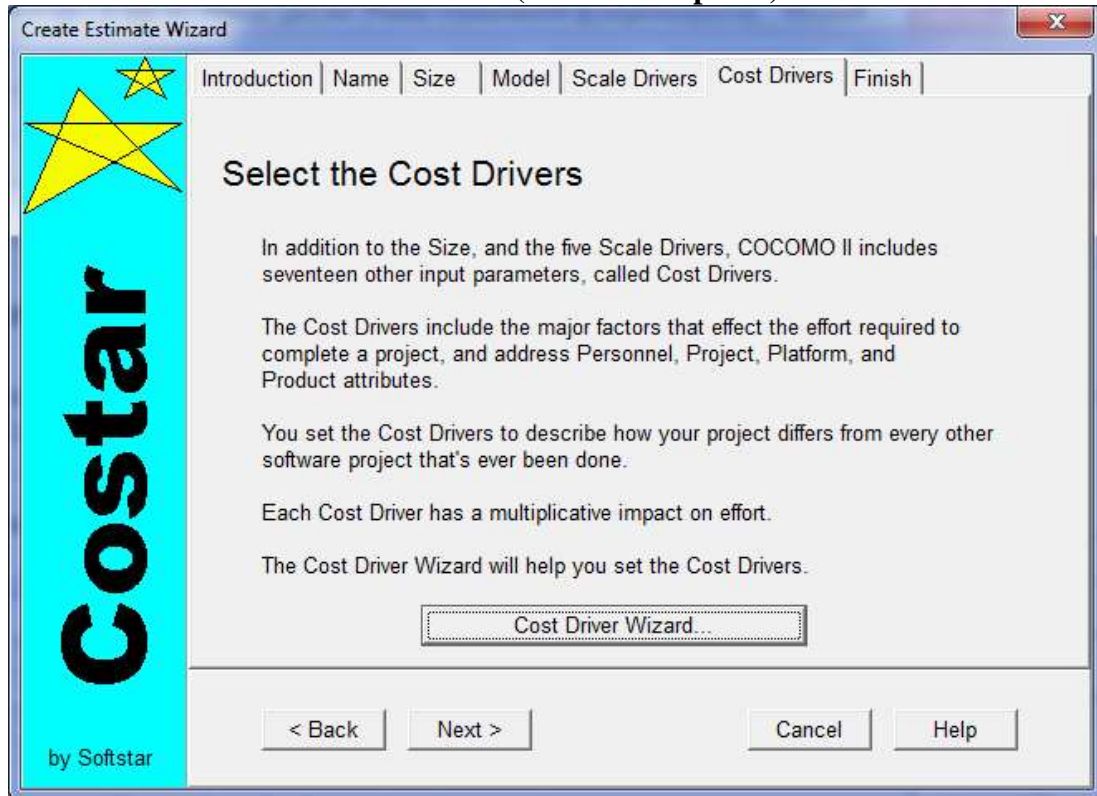 Create Estimate Wizard
Introduction Name Size Model Scale Drivers Cost Drivers Finish
Select the Cost Drivers
In addition to the Size, and the five Scale Drivers, COCOMO II includes
seventeen other input parameters, called Cost Drivers.
The Cost Drivers include the major factors that effect the effort required to
complete a project, and address Personnel, Project, Platform, and
Product attributes.
You set the Cost Drivers to describe how your project differs from every other
software project that's ever been done.
Each Cost Driver has a multiplicative impact on effort.
The Cost Driver Wizard will help you set the Cost Drivers.
Cost Driver Wizard...
< Back Next > Cancel Help
Costar
by Softstar